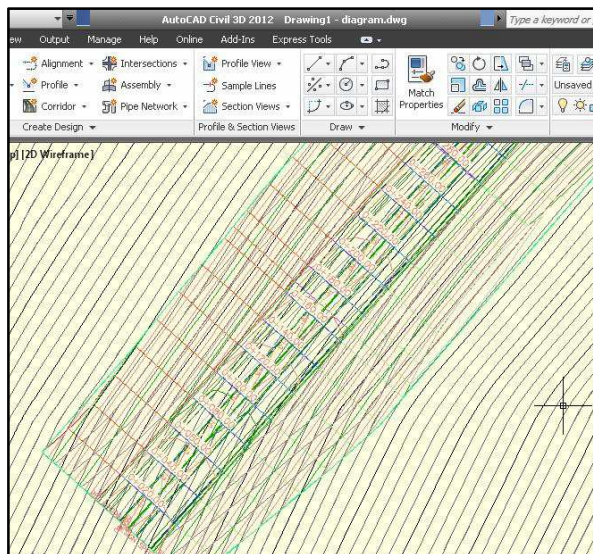 AutoCAD Civil 3D 2012 Drawing1 - diagram.dwg
Type a keyword or
ew Output Manage Help Online Add-Ins Express Tools
Alignment Intersections Profile View
Profile Assembly Sample Lines
Corridor Pipe Network Section Views
Match Properties
Unsaved
Create Design Profile & Section Views Draw Modify
p] [2D Wireframe]